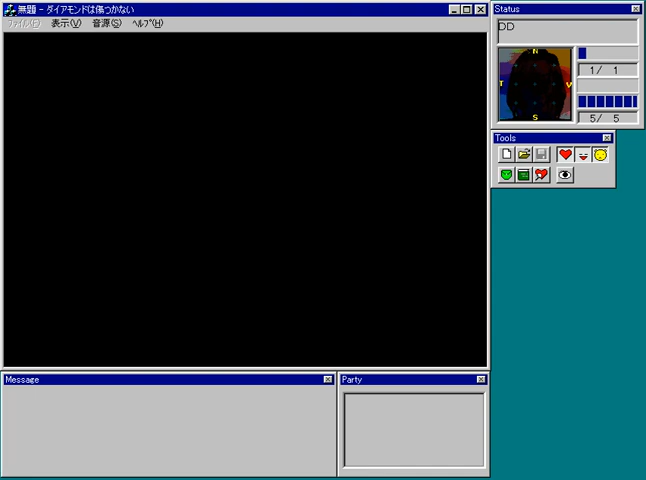 無題 - ダイアモンドは傷つかない
ファイル(F) 表示(V) 音源(S) ヘルプ(H)
Status
DD
N
T V
S
1/ 1
5/ 5
Tools
Message
Party